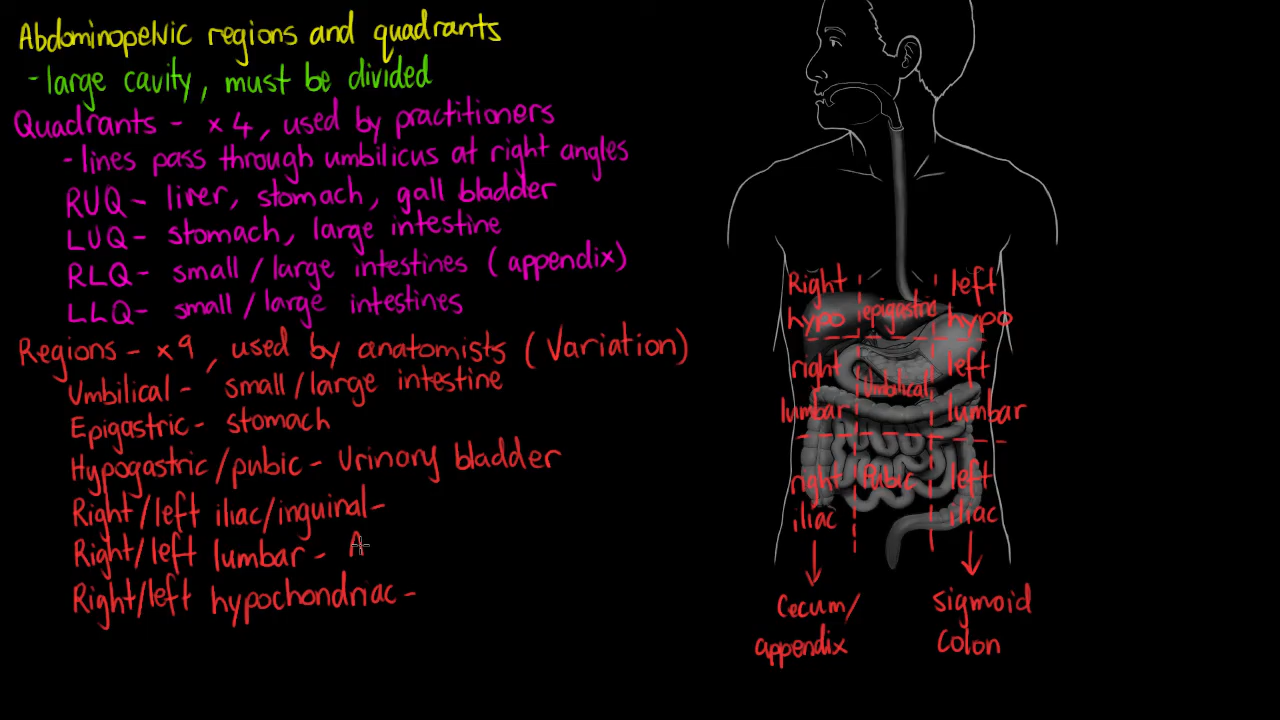 Abdominopelvic regions and quadrants
- large cavity, must be divided
Quadrants - x 4, used by practitioners
- lines pass through umbilicus at right angles
RUQ - liver, stomach, gall bladder
LUQ - stomach, large intestine
RLQ - small / large intestines (appendix)
LLQ - small / large intestines
Regions - x 9, used by anatomists (Variation)
Umbilical - small / large intestine
Epigastric - stomach
Hypogastric / pubic - Urinary bladder
Right / left iliac / inguinal -
Right / left lumbar - A
Right / left hypochondriac -
Right hypo
epigastric
left hypo
right lumbar
Umbilical
left lumbar
right iliac
Pubic
left iliac
Cecum / appendix
Sigmoid Colon